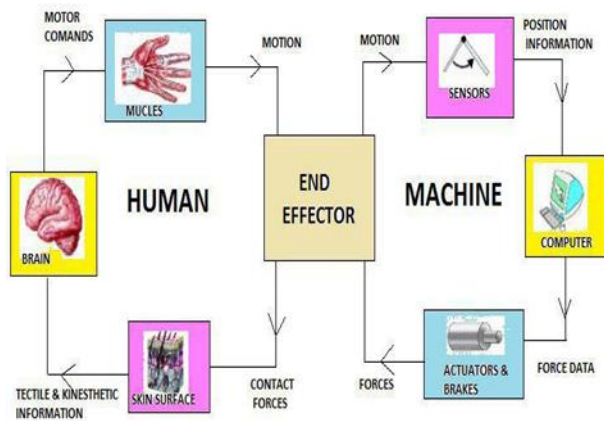 MOTOR
COMANDS
MUCLES
MOTION
MOTION
SENSORS
POSITION
INFORMATION
HUMAN
END
EFFECTOR
MACHINE
BRAIN
COMPUTER
TECTILE & KINESTHETIC
INFORMATION
SKIN SURFACE
CONTACT
FORCES
FORCES
ACTUATORS &
BRAKES
FORCE DATA